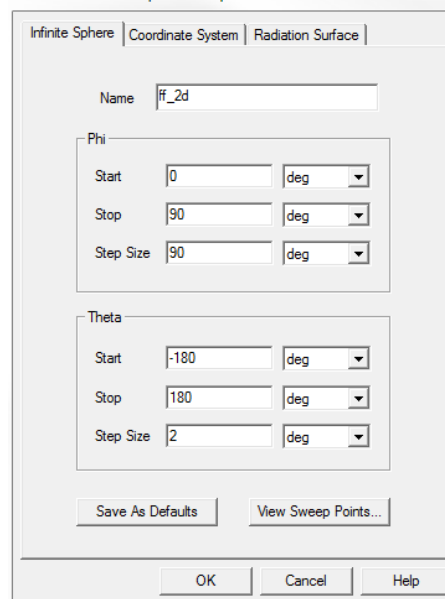 Infinite Sphere Coordinate System Radiation Surface
Name ff_2d
Phi
Start 0 deg
Stop 90 deg
Step Size 90 deg
Theta
Start -180 deg
Stop 180 deg
Step Size 2 deg
Save As Defaults View Sweep Points...
OK Cancel Help